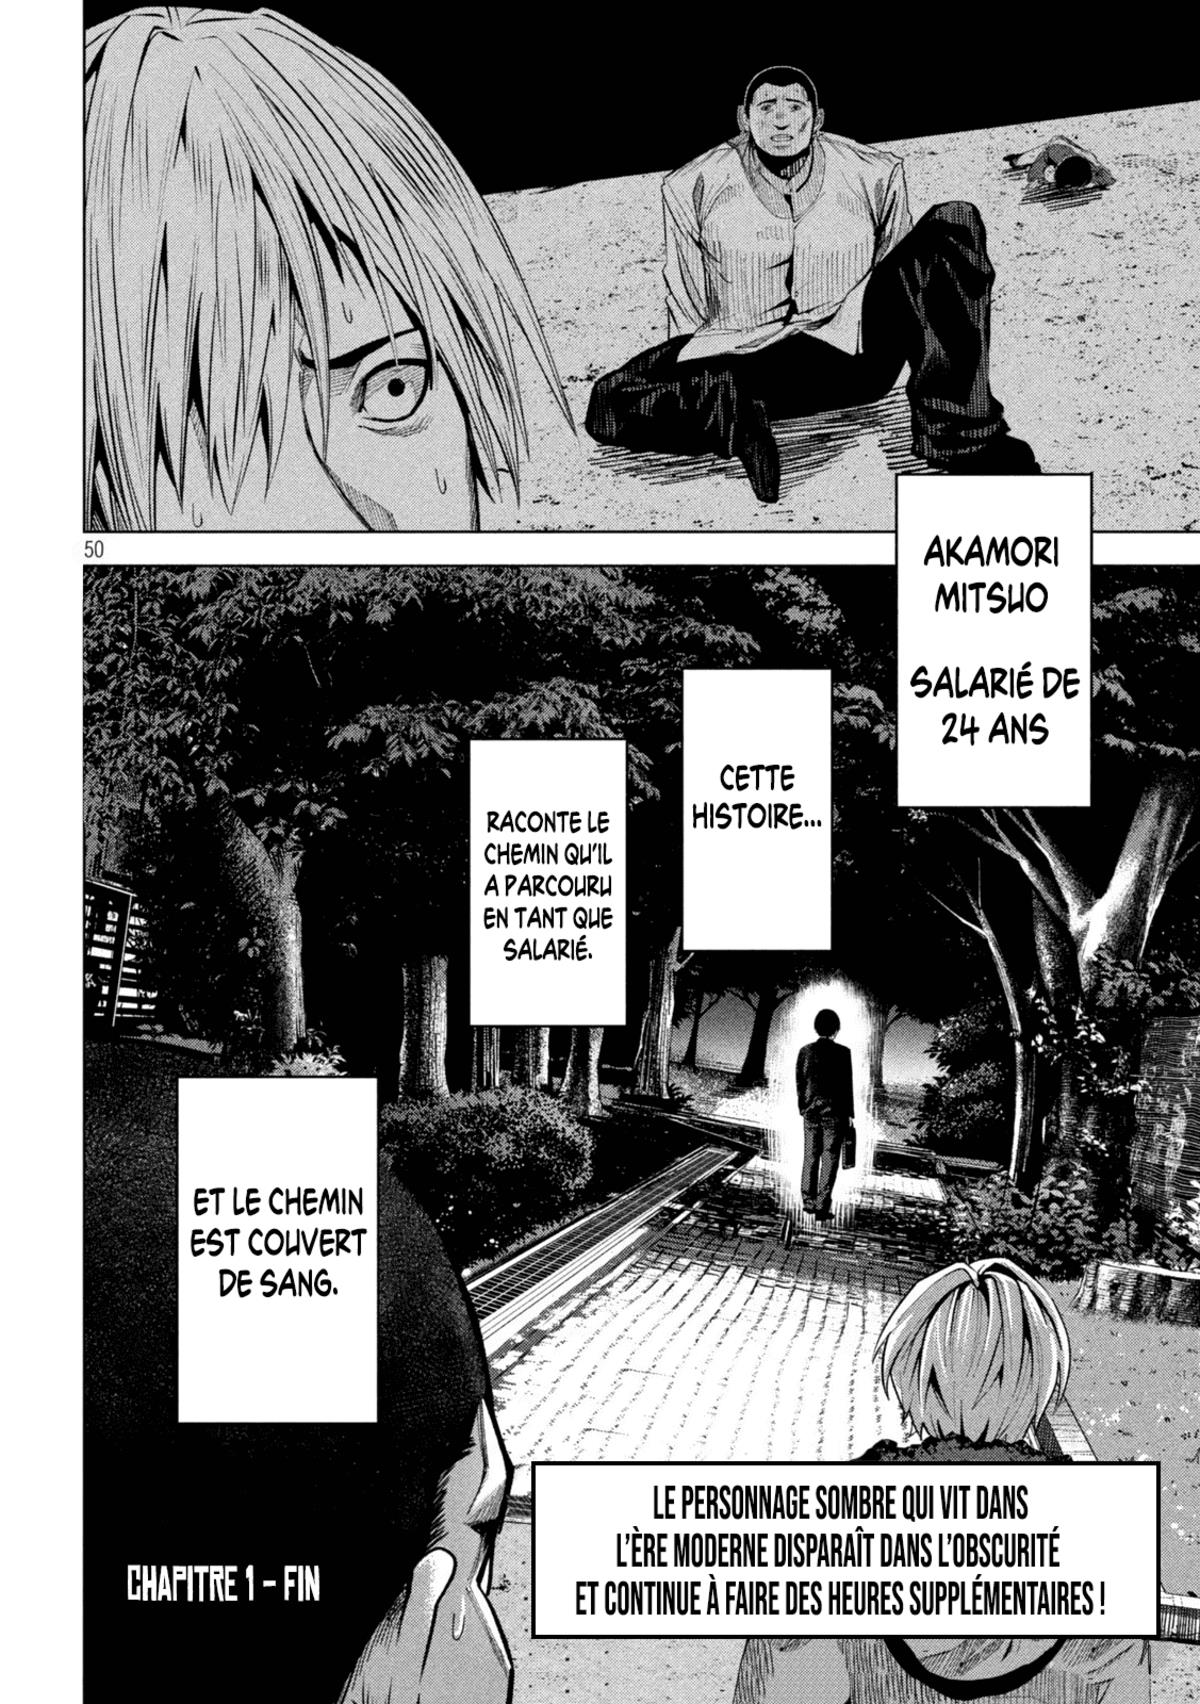 50
AKAMORI
MITSUO
SALARIÉ DE
24 ANS
CETTE
HISTOIRE...
RACONTE LE
CHEMIN QU'IL
A PARCOURU
EN TANT QUE
SALARIÉ.
ET LE CHEMIN
EST COUVERT
DE SANG.
LE PERSONNAGE SOMBRE QUI VIT DANS
L'ÈRE MODERNE DISPARAÎT DANS L'OBSCURITÉ
ET CONTINUE À FAIRE DES HEURES SUPPLÉMENTAIRES !
CHAPITRE 1 - FIN